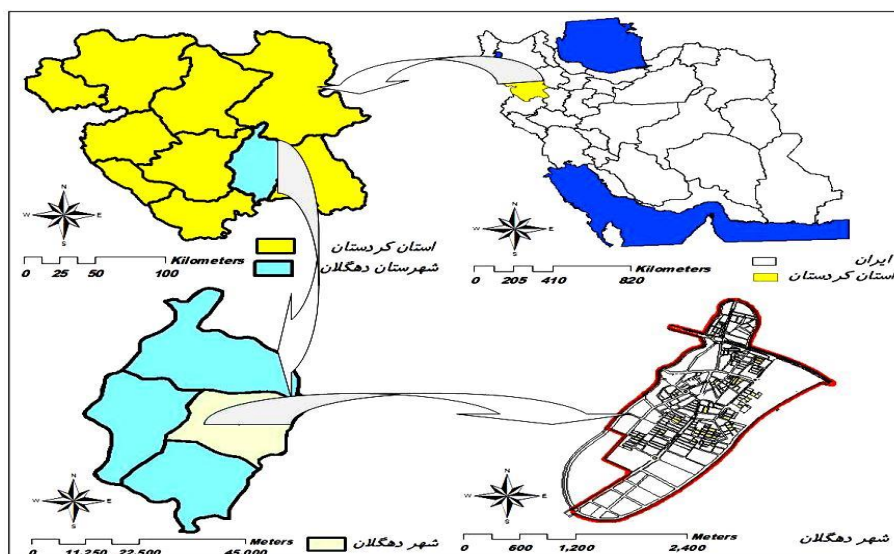 N
W E
S
استان کردستان
شهرستان دهگلان
Kilometers
0 25 50 100
N
W E
S
ایران
استان کردستان
Kilometers
0 205 410 820
N
W E
S
شهر دهگلان
Meters
0 11,250 22,500 45,000
N
W E
S
شهر دهگلان
Meters
0 600 1,200 2,400